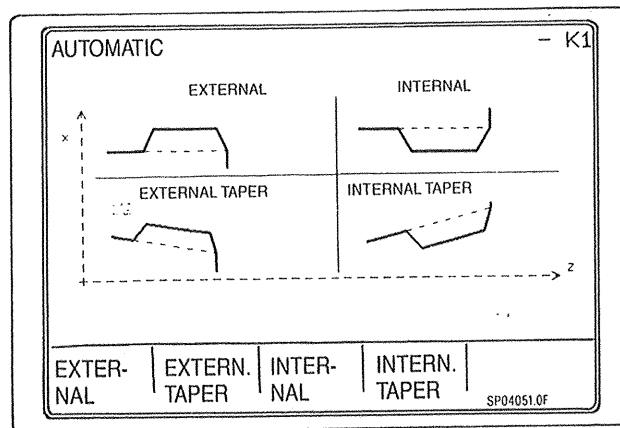 AUTOMATIC
– K1
EXTERNAL
INTERNAL
x
EXTERNAL TAPER
INTERNAL TAPER
z
EXTER-
NAL
EXTERN.
TAPER
INTER-
NAL
INTERN.
TAPER
SP04051.0F